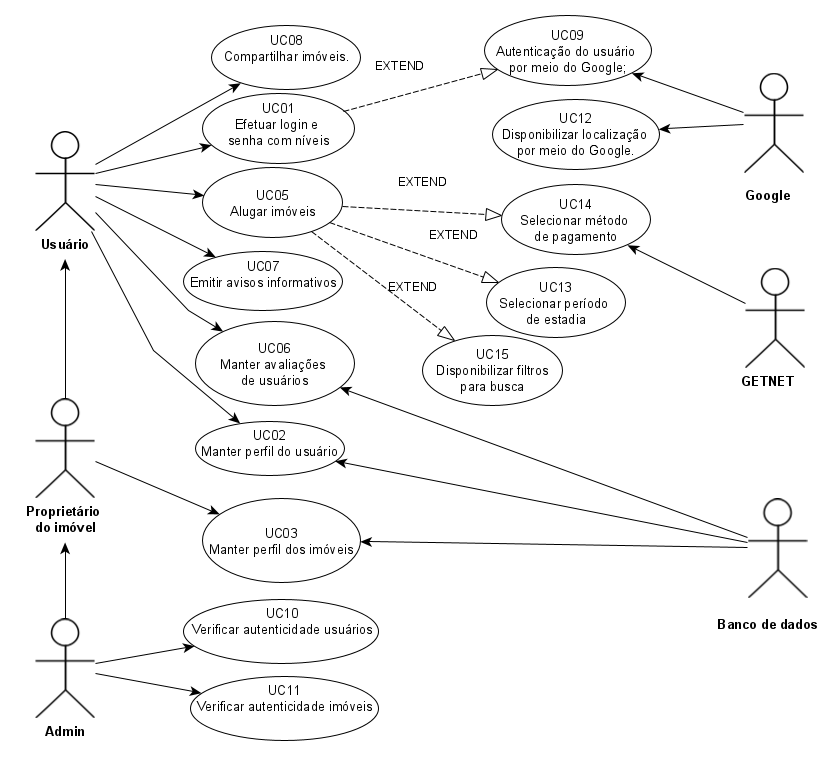 UC08
Compartilhar imóveis.
UC09
Autenticação do usuário
por meio do Google;
EXTEND
UC01
Efetuar login e
senha com níveis
UC12
Disponibilizar localização
por meio do Google.
Google
EXTEND
UC05
Alugar imóveis
UC14
Selecionar método
de pagamento
Usuário
EXTEND
UC07
Emitir avisos informativos
EXTEND
UC13
Selecionar período
de estadia
UC06
Manter avaliações
de usuários
UC15
Disponibilizar filtros
para busca
GETNET
UC02
Manter perfil do usuário
Proprietário
do imóvel
UC03
Manter perfil dos imóveis
UC10
Verificar autenticidade usuários
Banco de dados
UC11
Verificar autenticidade imóveis
Admin